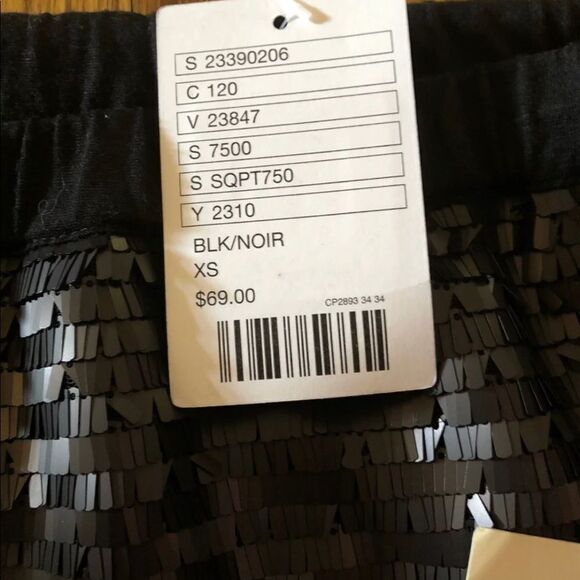 S 23390206
C 120
V 23847
S 7500
S SQPT750
Y 2310
BLK/NOIR
XS
$69.00
CP2893 34 34